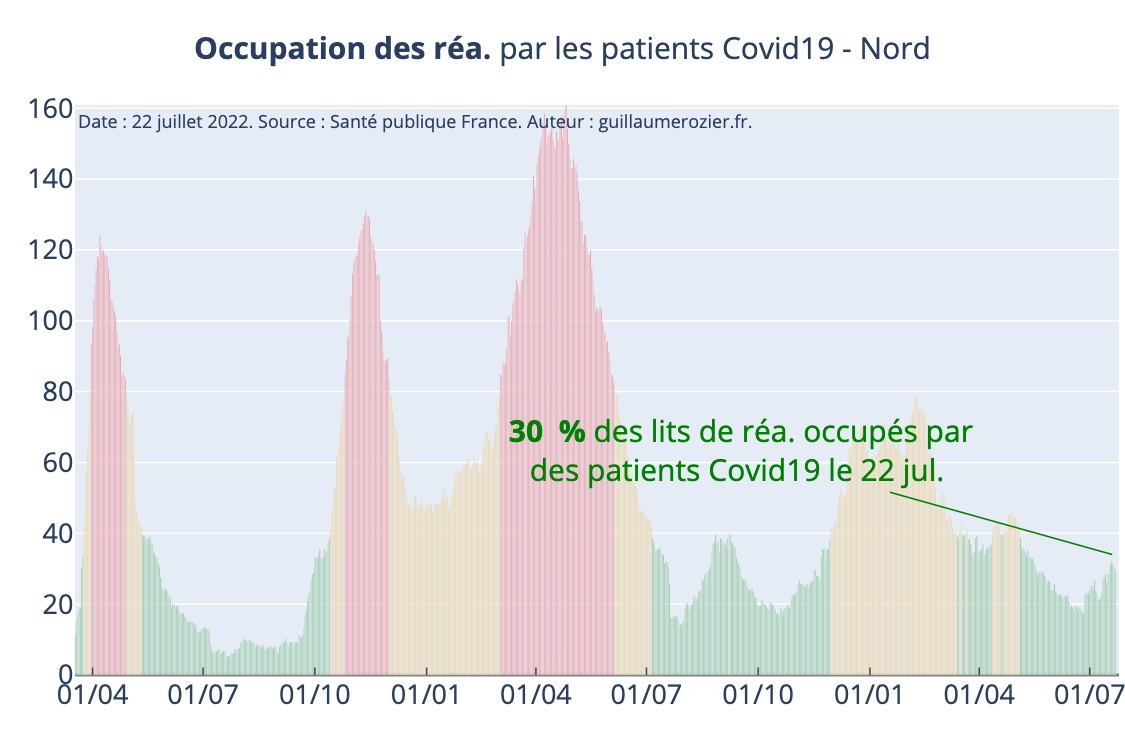 Occupation des réa. par les patients Covid19 - Nord
160
Date : 22 juillet 2022. Source : Santé publique France. Auteur : guillaumerozier.fr.
140
120
100
80
30 % des lits de réa. occupés par
60
des patients Covid19 le 22 jul.
40
20
0
01/04 01/07 01/10 01/01 01/04 01/07 01/10 01/01 01/04 01/07